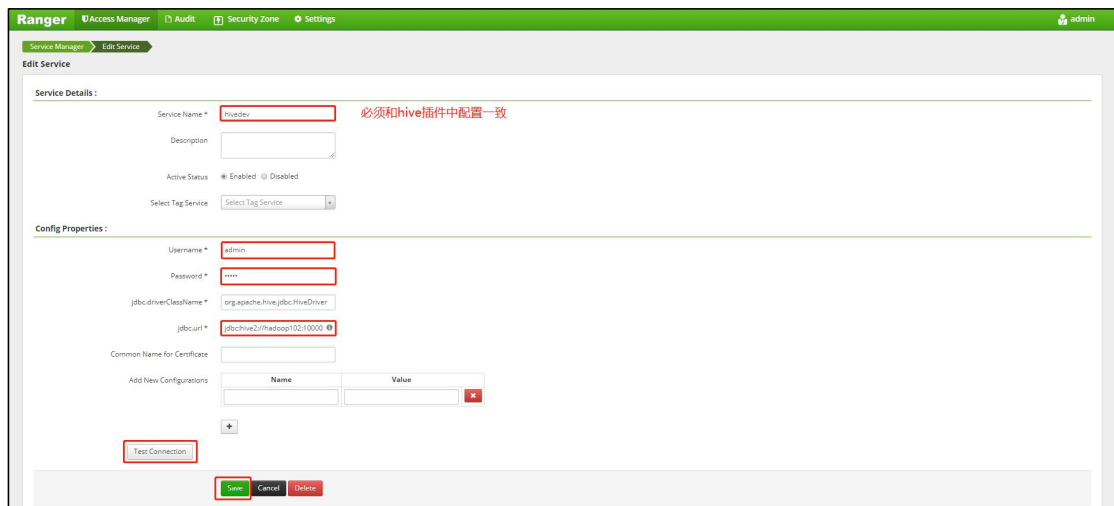 Ranger Access Manager Audit Security Zone Settings admin
Service Manager Edit Service
Edit Service
Service Details :
Service Name * hivedev 必须和hive插件中配置一致
Description
Active Status Enabled Disabled
Select Tag Service Select Tag Service
Config Properties :
Username * admin
Password * •••••
jdbc.driverClassName * org.apache.hive.jdbc.HiveDriver
jdbc.url * jdbc:hive2://hadoop102:10000
Common Name for Certificate
Add New Configurations Name Value
+
Test Connection
Save Cancel Delete